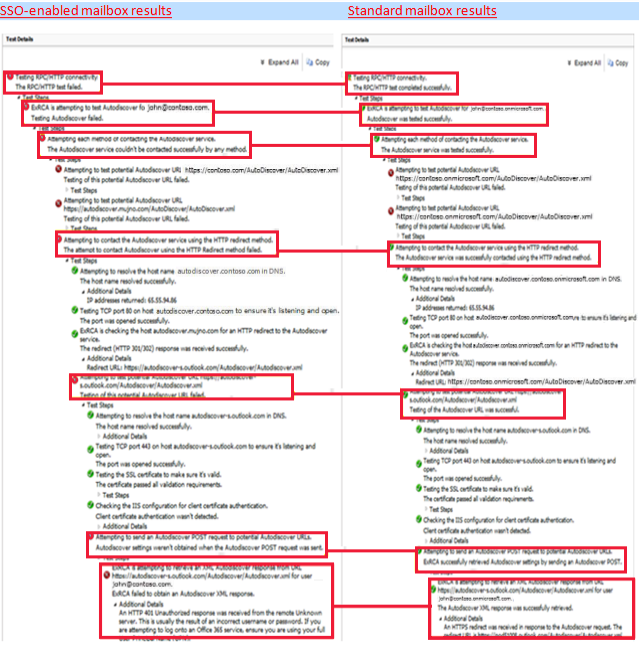 SSO-enabled mailbox results
Test Details
Expand All Copy
Testing RPC/HTTP connectivity.
The RPC/HTTP test failed.
Test Steps
ExRCA is attempting to test Autodiscover fo john@contoso.com.
Testing Autodiscover failed.
Test Steps
Attempting each method of contacting the Autodiscover service.
The Autodiscover service couldn't be contacted successfully by any method.
Test Steps
Attempting to test potential Autodiscover URL https://contoso.com/AutoDiscover/AutoDiscover.xml
Testing of this potential Autodiscover URL failed.
Test Steps
Attempting to test potential Autodiscover URL
https://autodiscover.mujno.com/AutoDiscover/AutoDiscover.xml
Testing of this potential Autodiscover URL failed.
Test Steps
Attempting to contact the Autodiscover service using the HTTP redirect method.
The attempt to contact Autodiscover using the HTTP Redirect method failed.
Test Steps
Attempting to resolve the host name autodiscover.contoso.com in DNS.
The host name resolved successfully.
Additional Details
IP addresses returned: 65.55.94.86
Testing TCP port 80 on host autodiscover.contoso.com to ensure it's listening and open.
The port was opened successfully.
ExRCA is checking the host autodiscover.mujno.com for an HTTP redirect to the Autodiscover
service.
The redirect (HTTP 301/302) response was received successfully.
Additional Details
Redirect URL: https://autodiscover-s.outlook.com/Autodiscover/Autodiscover.xml
Attempting to test potential Autodiscover URL https://autodiscover-
s.outlook.com/Autodiscover/Autodiscover.xml
Testing of this potential Autodiscover URL failed.
Test Steps
Attempting to resolve the host name autodiscover-s.outlook.com in DNS.
The host name resolved successfully.
Additional Details
Testing TCP port 443 on host autodiscover-s.outlook.com to ensure it's listening and
open.
The port was opened successfully.
Testing the SSL certificate to make sure it's valid.
The certificate passed all validation requirements.
Test Steps
Checking the IIS configuration for client certificate authentication.
Client certificate authentication wasn't detected.
Additional Details
Attempting to send an Autodiscover POST request to potential Autodiscover URLs.
Autodiscover settings weren't obtained when the Autodiscover POST request was sent.
Test Steps
ExRCA is attempting to retrieve an XML Autodiscover response from URL
https://autodiscover-s.outlook.com/Autodiscover/Autodiscover.xml for user
john@contoso.com.
ExRCA failed to obtain an Autodiscover XML response.
Additional Details
An HTTP 401 Unauthorized response was received from the remote Unknown
server. This is usually the result of an incorrect username or password. If you
are attempting to log onto an Office 365 service, ensure you are using your full
Standard mailbox results
Test Details
Expand All Copy
Testing RPC/HTTP connectivity.
The RPC/HTTP test completed successfully.
Test Steps
ExRCA is attempting to test Autodiscover for john@contoso.onmicrosoft.com.
Autodiscover was tested successfully.
Test Steps
Attempting each method of contacting the Autodiscover service.
The Autodiscover service was tested successfully.
Test Steps
Attempting to test potential Autodiscover URL
https://contoso.onmicrosoft.com/AutoDiscover/AutoDiscover.xml
Testing of this potential Autodiscover URL failed.
Test Steps
Attempting to test potential Autodiscover URL
https://contoso.onmicrosoft.com/AutoDiscover/AutoDiscover.xml
Testing of this potential Autodiscover URL failed.
Test Steps
Attempting to contact the Autodiscover service using the HTTP redirect method.
The Autodiscover service was successfully contacted using the HTTP redirect method.
Test Steps
Attempting to resolve the host name autodiscover.contoso.onmicrosoft.com in DNS.
The host name resolved successfully.
Additional Details
IP addresses returned: 65.55.94.86
Testing TCP port 80 on host autodiscover.contoso.onmicrosoft.com to ensure it's listening and
open.
The port was opened successfully.
ExRCA is checking the host autodiscover.contoso.onmicrosoft.com for an HTTP redirect to the
Autodiscover service.
The redirect (HTTP 301/302) response was received successfully.
Additional Details
Redirect URL: https://contoso.onmicrosoft.com/AutoDiscover/AutoDiscover.xml
Attempting to test potential Autodiscover URL https://autodiscover-
s.outlook.com/Autodiscover/Autodiscover.xml
Testing of the Autodiscover URL was successful.
Test Steps
Attempting to resolve the host name autodiscover-s.outlook.com in DNS.
The host name resolved successfully.
Additional Details
Testing TCP port 443 on host autodiscover-s.outlook.com to ensure it's listening and
open.
The port was opened successfully.
Testing the SSL certificate to make sure it's valid.
The certificate passed all validation requirements.
Test Steps
Checking the IIS configuration for client certificate authentication.
Client certificate authentication wasn't detected.
Additional Details
Attempting to send an Autodiscover POST request to potential Autodiscover URLs.
ExRCA successfully retrieved Autodiscover settings by sending an Autodiscover POST.
Test Steps
ExRCA is attempting to retrieve an XML Autodiscover response from URL
https://autodiscover-s.outlook.com/Autodiscover/Autodiscover.xml for user
john@contoso.onmicrosoft.com.
The Autodiscover XML response was successfully retrieved.
Additional Details
An HTTPS redirect was received in response to the Autodiscover request. The